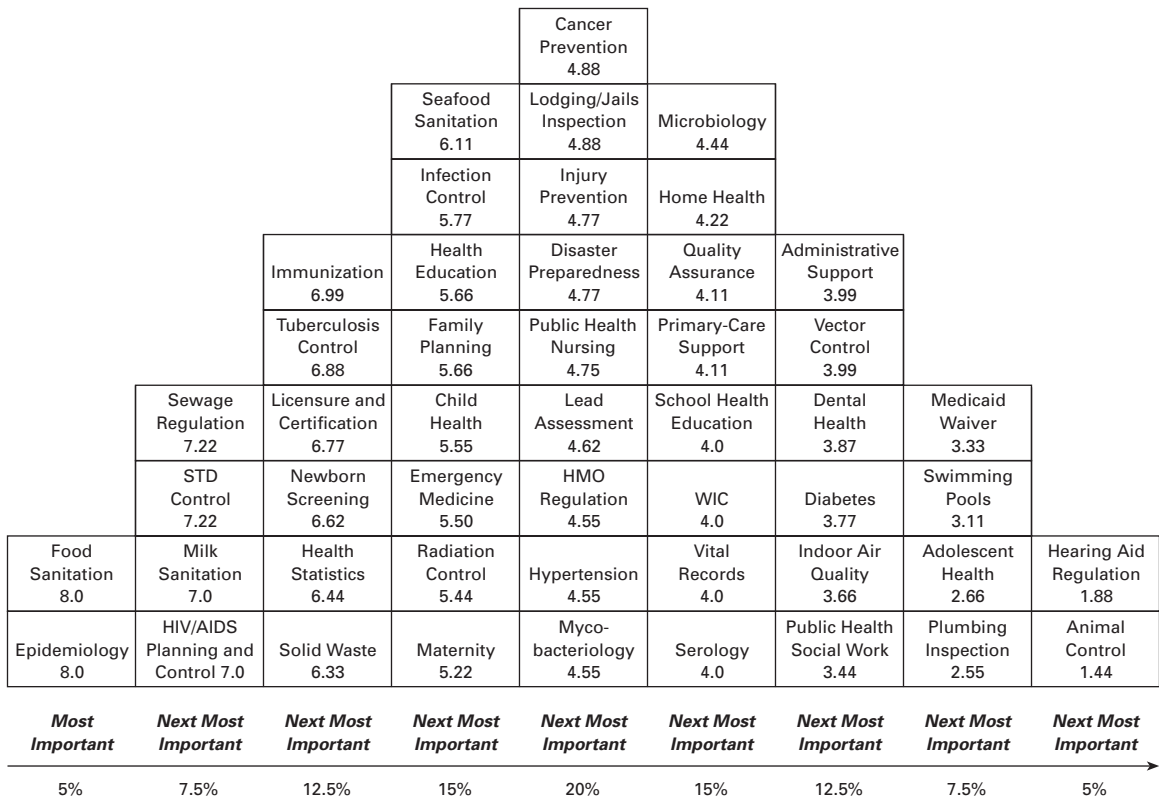 Cancer
Prevention
4.88
Seafood
Sanitation
6.11
Lodging/Jails
Inspection
4.88
Microbiology
4.44
Infection
Control
5.77
Injury
Prevention
4.77
Home Health
4.22
Immunization
6.99
Health
Education
5.66
Disaster
Preparedness
4.77
Quality
Assurance
4.11
Administrative
Support
3.99
Tuberculosis
Control
6.88
Family
Planning
5.66
Public Health
Nursing
4.75
Primary-Care
Support
4.11
Vector
Control
3.99
Sewage
Regulation
7.22
Licensure and
Certification
6.77
Child
Health
5.55
Lead
Assessment
4.62
School Health
Education
4.0
Dental
Health
3.87
Medicaid
Waiver
3.33
STD
Control
7.22
Newborn
Screening
6.62
Emergency
Medicine
5.50
HMO
Regulation
4.55
WIC
4.0
Diabetes
3.77
Swimming
Pools
3.11
Food
Sanitation
8.0
Milk
Sanitation
7.0
Health
Statistics
6.44
Radiation
Control
5.44
Hypertension
4.55
Vital
Records
4.0
Indoor Air
Quality
3.66
Adolescent
Health
2.66
Hearing Aid
Regulation
1.88
Epidemiology
8.0
HIV/AIDS
Planning and
Control 7.0
Solid Waste
6.33
Maternity
5.22
Myco-
bacteriology
4.55
Serology
4.0
Public Health
Social Work
3.44
Plumbing
Inspection
2.55
Animal
Control
1.44
Most
Important
Next Most
Important
Next Most
Important
Next Most
Important
Next Most
Important
Next Most
Important
Next Most
Important
Next Most
Important
Next Most
Important
5%
7.5%
12.5%
15%
20%
15%
12.5%
7.5%
5%